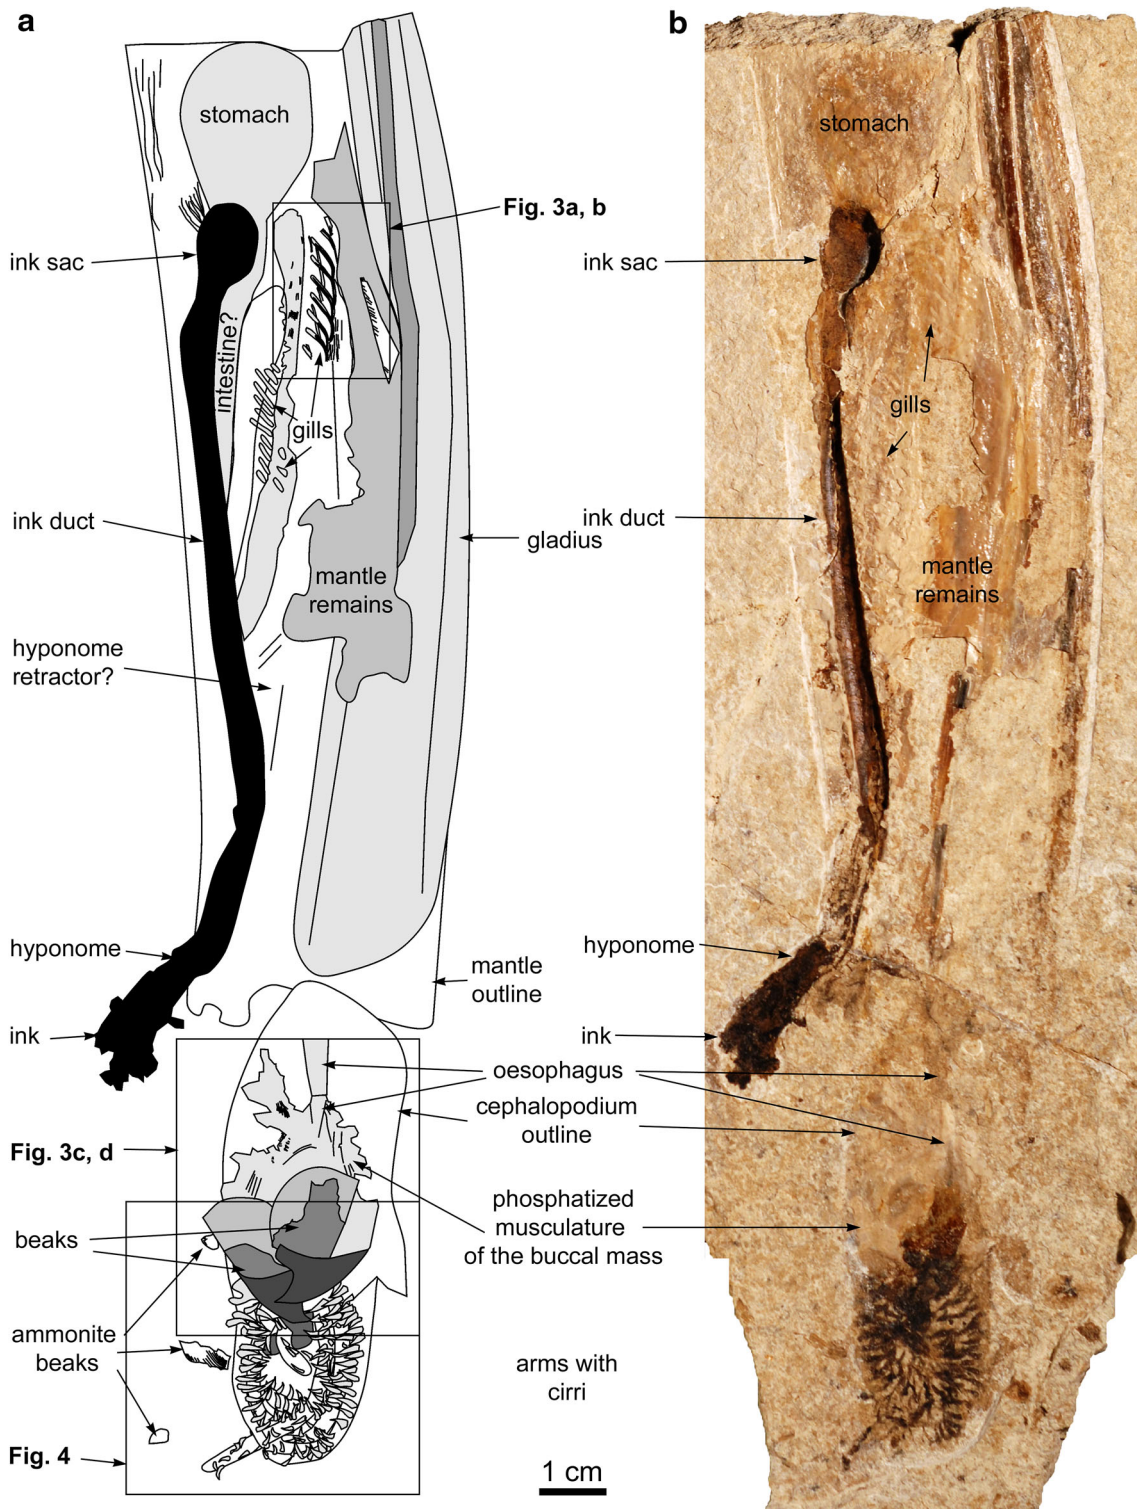 a
b
stomach
stomach
Fig. 3a, b
ink sac
ink sac
intestine?
gills
gills
ink duct
ink duct
gladius
mantle
remains
mantle
remains
hyponome
retractor?
hyponome
hyponome
mantle
outline
ink
ink
oesophagus
cephalopodium
outline
Fig. 3c, d
phosphatized
musculature
of the buccal mass
beaks
ammonite
beaks
arms with
cirri
Fig. 4
1 cm